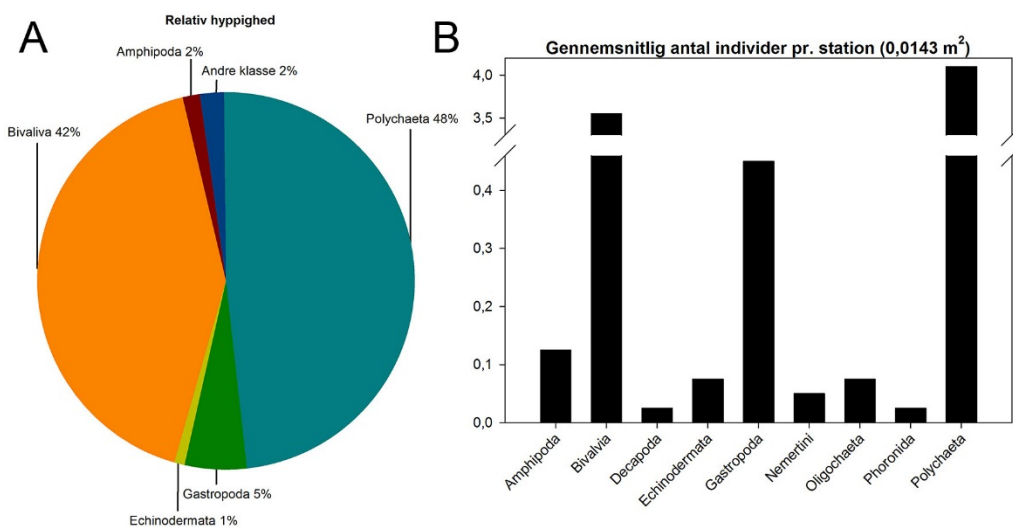 A
Relativ hyppighed
Amphipoda 2%
Andre klasse 2%
Polychaeta 48%
Bivaliva 42%
Gastropoda 5%
Echinodermata 1%
B
Gennemsnitlig antal individer pr. station (0,0143 m²)
4,0
3,5
0,4
0,3
0,2
0,1
0,0
Amphipoda
Bivalvia
Decapoda
Echinodermata
Gastropoda
Nemertini
Oligochaeta
Phoronida
Polychaeta